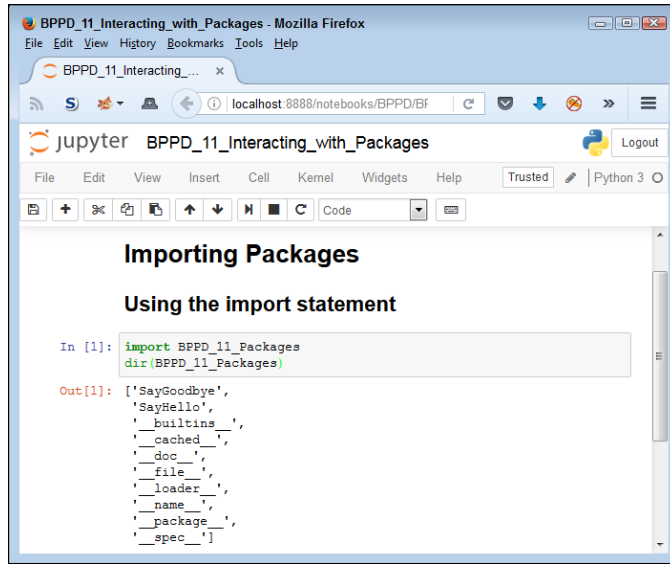 BPPD_11_Interacting_with_Packages - Mozilla Firefox
File Edit View History Bookmarks Tools Help
BPPD_11_Interacting_... ×
localhost:8888/notebooks/BPPD/BF
jupyter BPPD_11_Interacting_with_Packages Logout
File Edit View Insert Cell Kernel Widgets Help Trusted Python 3
Code
Importing Packages
Using the import statement
In [1]: import BPPD_11_Packages
dir(BPPD_11_Packages)
Out[1]: ['SayGoodbye',
'SayHello',
'__builtins__',
'__cached__',
'__doc__',
'__file__',
'__loader__',
'__name__',
'__package__',
'__spec__']